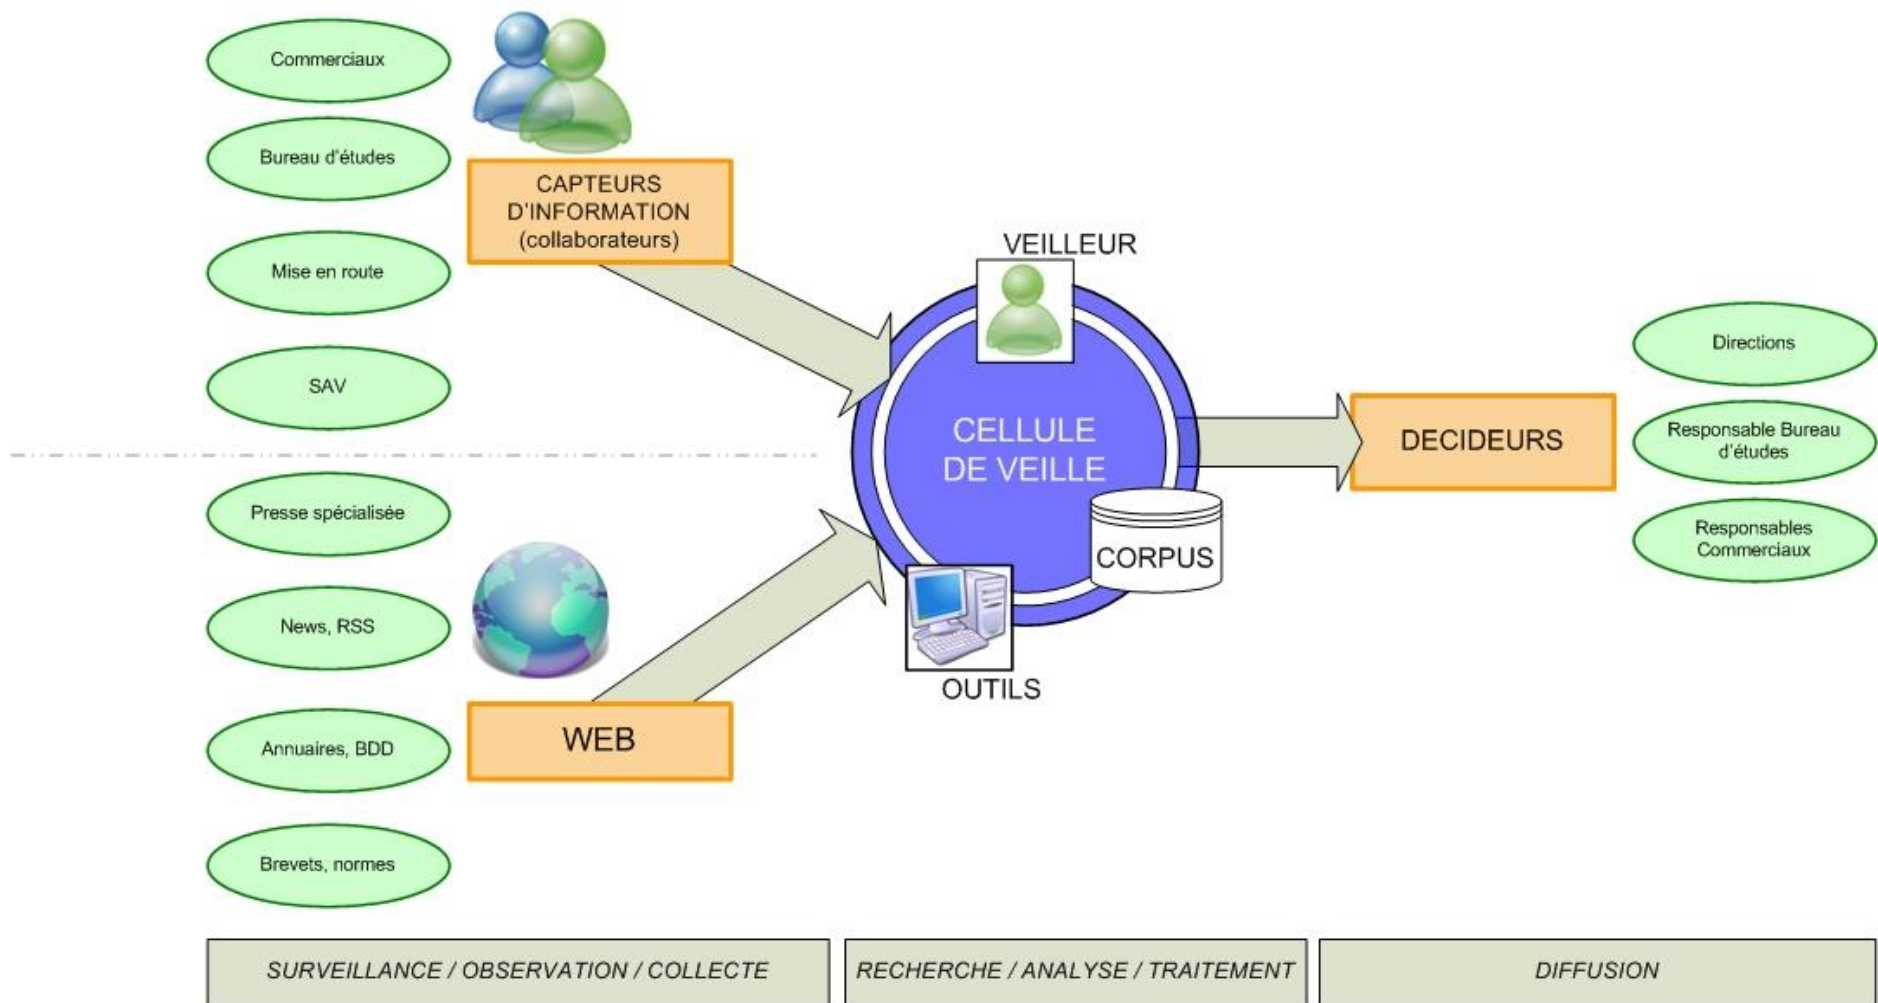 Commerciaux
Bureau d'études
Mise en route
SAV
CAPTEURS
D'INFORMATION
(collaborateurs)
Presse spécialisée
News, RSS
Annuaires, BDD
Brevets, normes
WEB
VEILLEUR
CELLULE
DE VEILLE
CORPUS
OUTILS
DECIDEURS
Directions
Responsable Bureau
d'études
Responsables
Commerciaux
SURVEILLANCE / OBSERVATION / COLLECTE
RECHERCHE / ANALYSE / TRAITEMENT
DIFFUSION